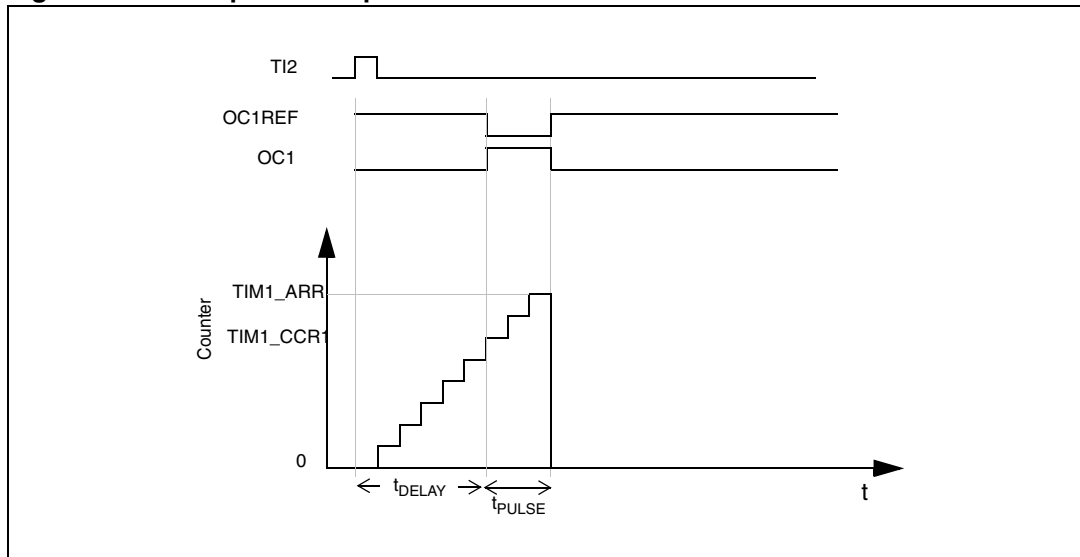 TI2
OC1REF
OC1
Counter
TIM1_ARR
TIM1_CCR1
0
tDELAY
tPULSE
t